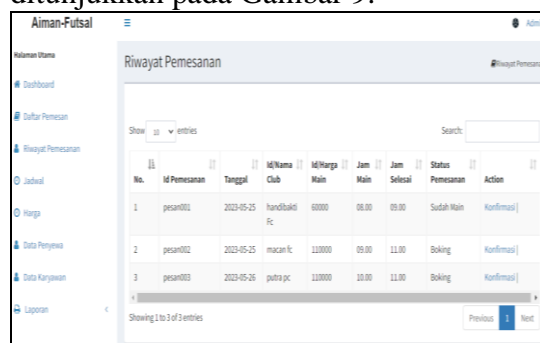 ditunjukkan pada Gambar 9.
Aiman-Futsal
Admi
Halaman Utama
Riwayat Pemesanan
Riwayat Pemesana
Dashboard
Daftar Pemesan
Show 10 entries
Search:
Riwayat Pemesanan
No. Id Pemesanan Tanggal Id/Nama Club Id/Harga Main Jam Main Jam Selesai Status Pemesanan Action
Jadwal
1 pesan001 2023-05-25 handibakti Fc 60000 08.00 09.00 Sudah Main Konfirmasi |
Harga
Data Penyewa
2 pesan002 2023-05-25 macan fc 110000 09.00 11.00 Boking Konfirmasi |
Data Karyawan
3 pesan003 2023-05-26 putra pc 110000 10.00 11.00 Boking Konfirmasi |
Laporan
Showing 1 to 3 of 3 entries
Previous 1 Next